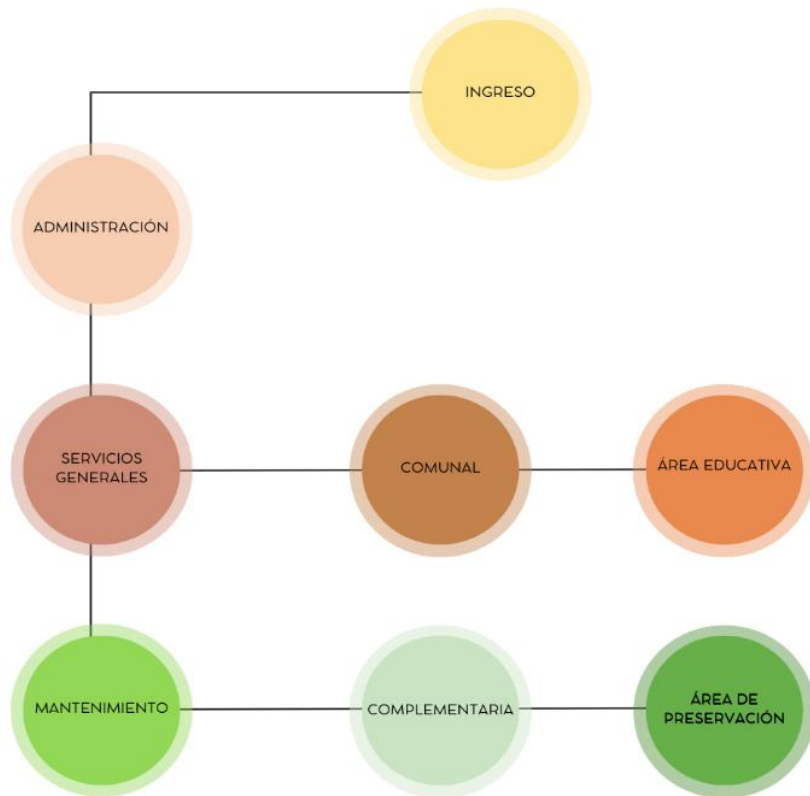 INGRESO
ADMINISTRACIÓN
SERVICIOS
GENERALES
COMUNAL
ÁREA EDUCATIVA
MANTENIMIENTO
COMPLEMENTARIA
ÁREA DE
PRESERVACIÓN